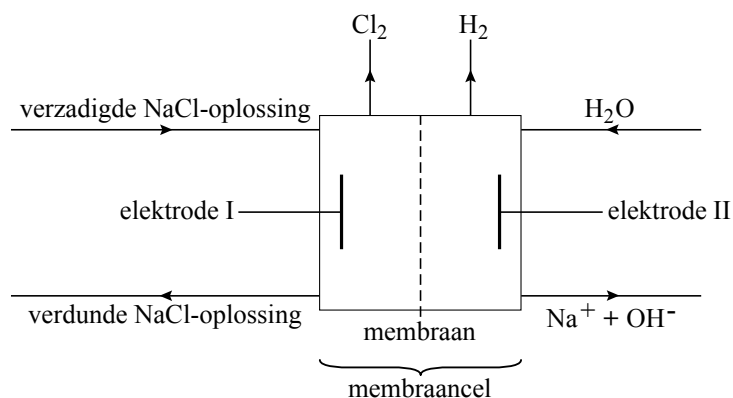 Cl₂
H₂
verzadigde NaCl-oplossing
H₂O
elektrode I
elektrode II
verdunde NaCl-oplossing
Na⁺ + OH⁻
membraan
membraancel